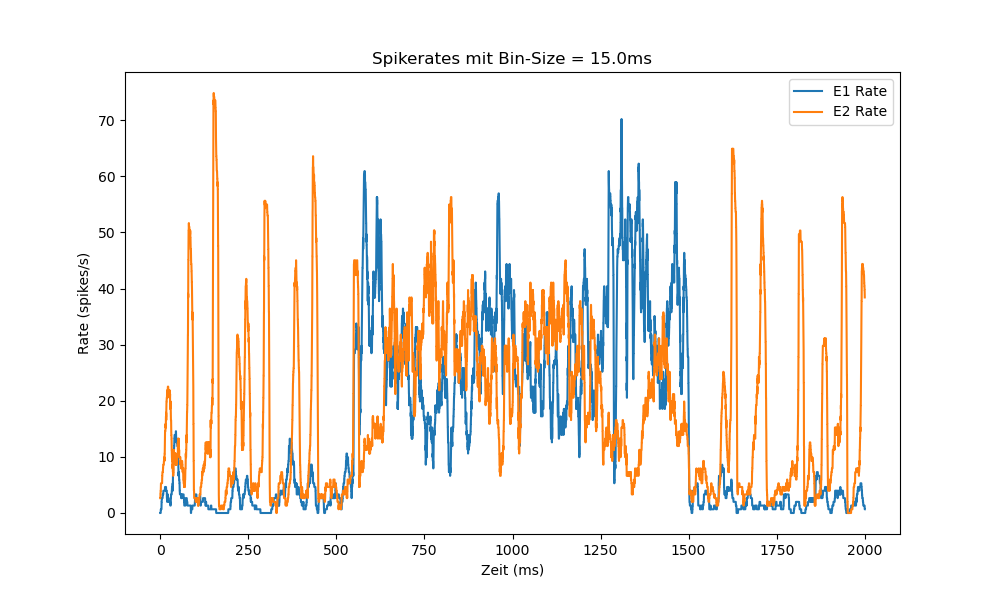 Spikerates mit Bin-Size = 15.0ms
E1 Rate
E2 Rate
Rate (spikes/s)
70
60
50
40
30
20
10
0
0 250 500 750 1000 1250 1500 1750 2000
Zeit (ms)